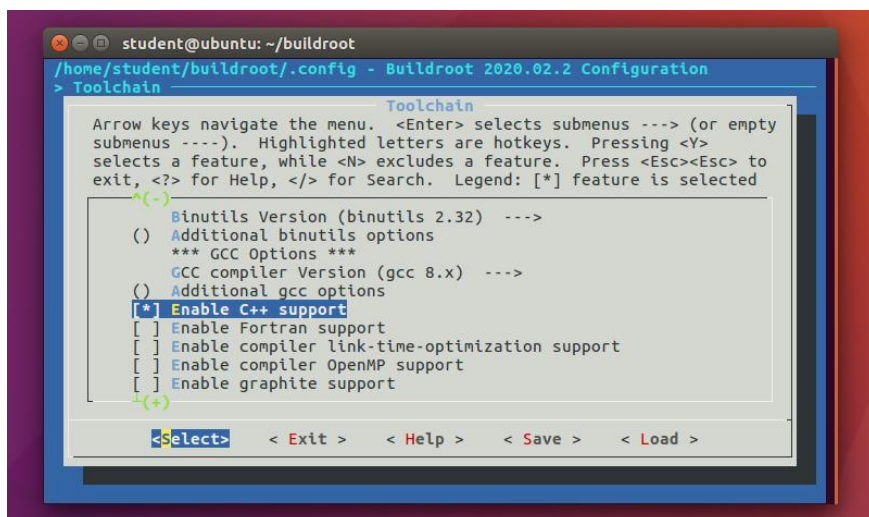 student@ubuntu: ~/buildroot
/home/student/buildroot/.config - Buildroot 2020.02.2 Configuration
> Toolchain
Toolchain
Arrow keys navigate the menu.  <Enter> selects submenus ---> (or empty
submenus ----).  Highlighted letters are hotkeys.  Pressing <Y>
selects a feature, while <N> excludes a feature.  Press <Esc><Esc> to
exit, <?> for Help, </> for Search.  Legend: [*] feature is selected
^(-)
Binutils Version (binutils 2.32)  --->
()  Additional binutils options
*** GCC Options ***
GCC compiler Version (gcc 8.x)  --->
()  Additional gcc options
[*] Enable C++ support
[ ] Enable Fortran support
[ ] Enable compiler link-time-optimization support
[ ] Enable compiler OpenMP support
[ ] Enable graphite support
┴(+)
<Select>    < Exit >    < Help >    < Save >    < Load >